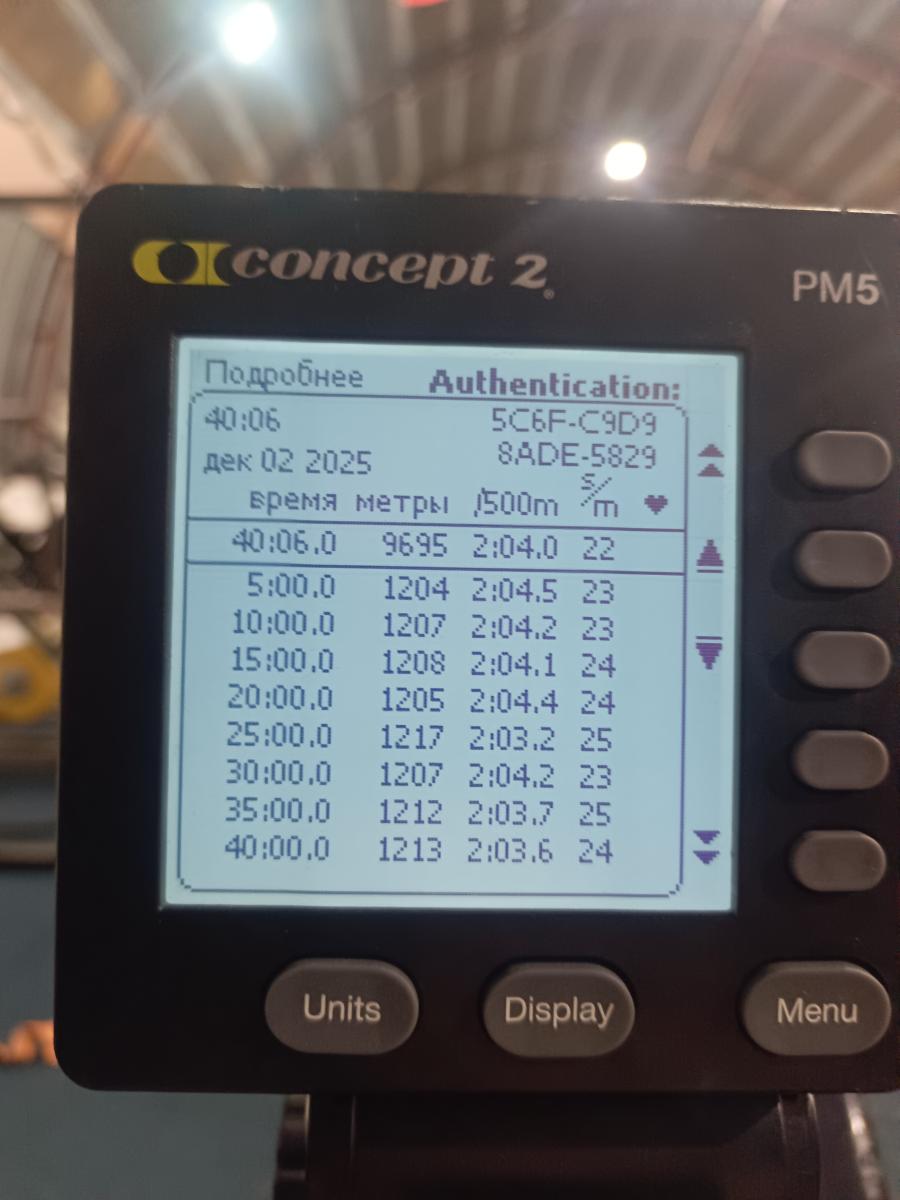 concept 2®
PM5
Подробнее Authentication:
40:06 5C6F-C9D9
дек 02 2025 8ADE-5829
время метры /500m s/m ♥
40:06.0 9695 2:04.0 22
5:00.0 1204 2:04.5 23
10:00.0 1207 2:04.2 23
15:00.0 1208 2:04.1 24
20:00.0 1205 2:04.4 24
25:00.0 1217 2:03.2 25
30:00.0 1207 2:04.2 23
35:00.0 1212 2:03.7 25
40:00.0 1213 2:03.6 24
Units Display Menu